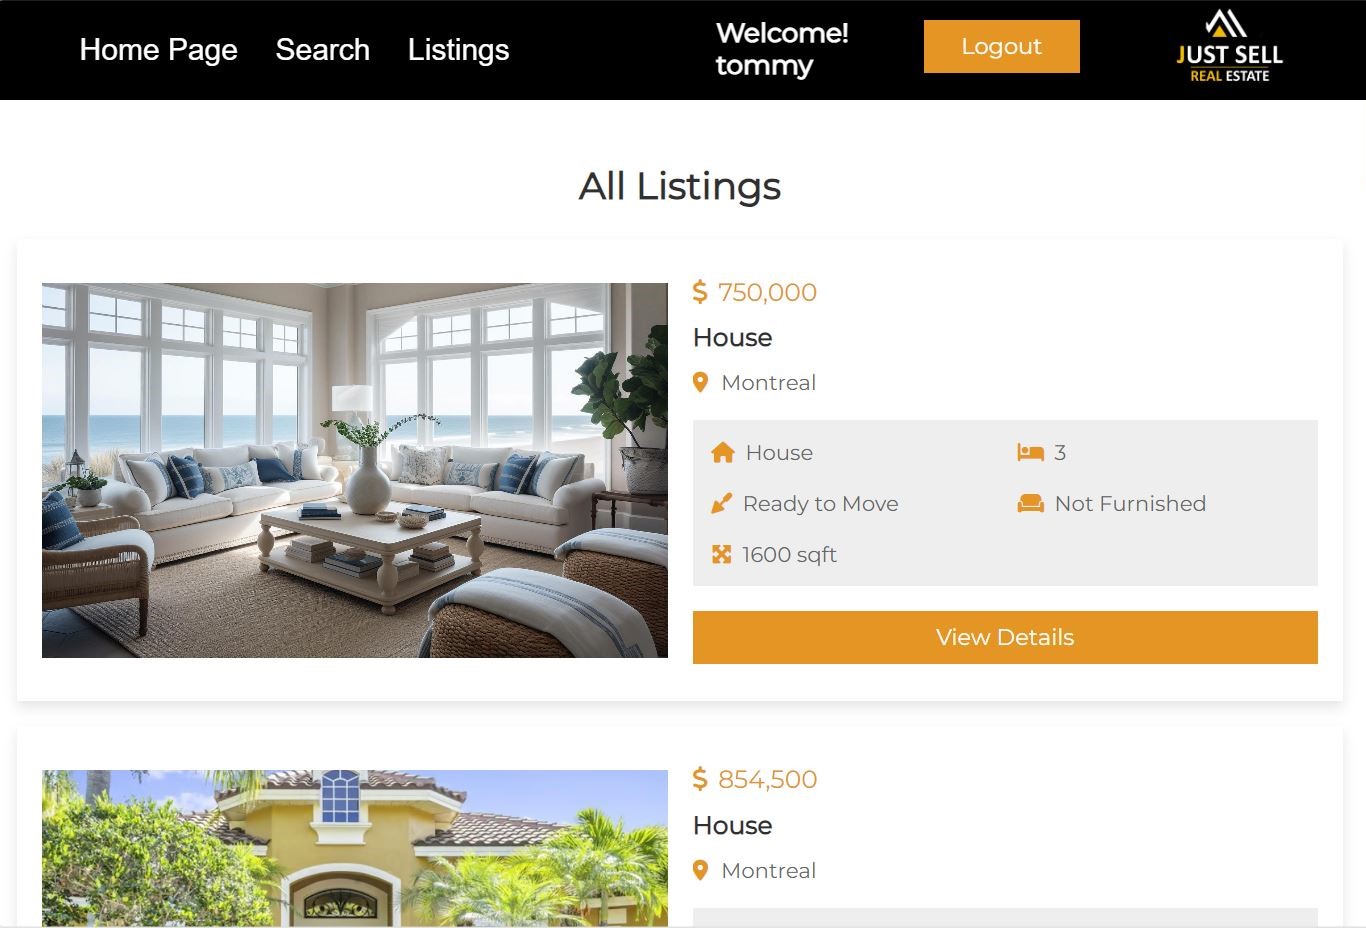 Home Page Search Listings
Welcome!
tommy
Logout
JUST SELL
REAL ESTATE
All Listings
$ 750,000
House
Montreal
House
3
Ready to Move
Not Furnished
1600 sqft
View Details
$ 854,500
House
Montreal